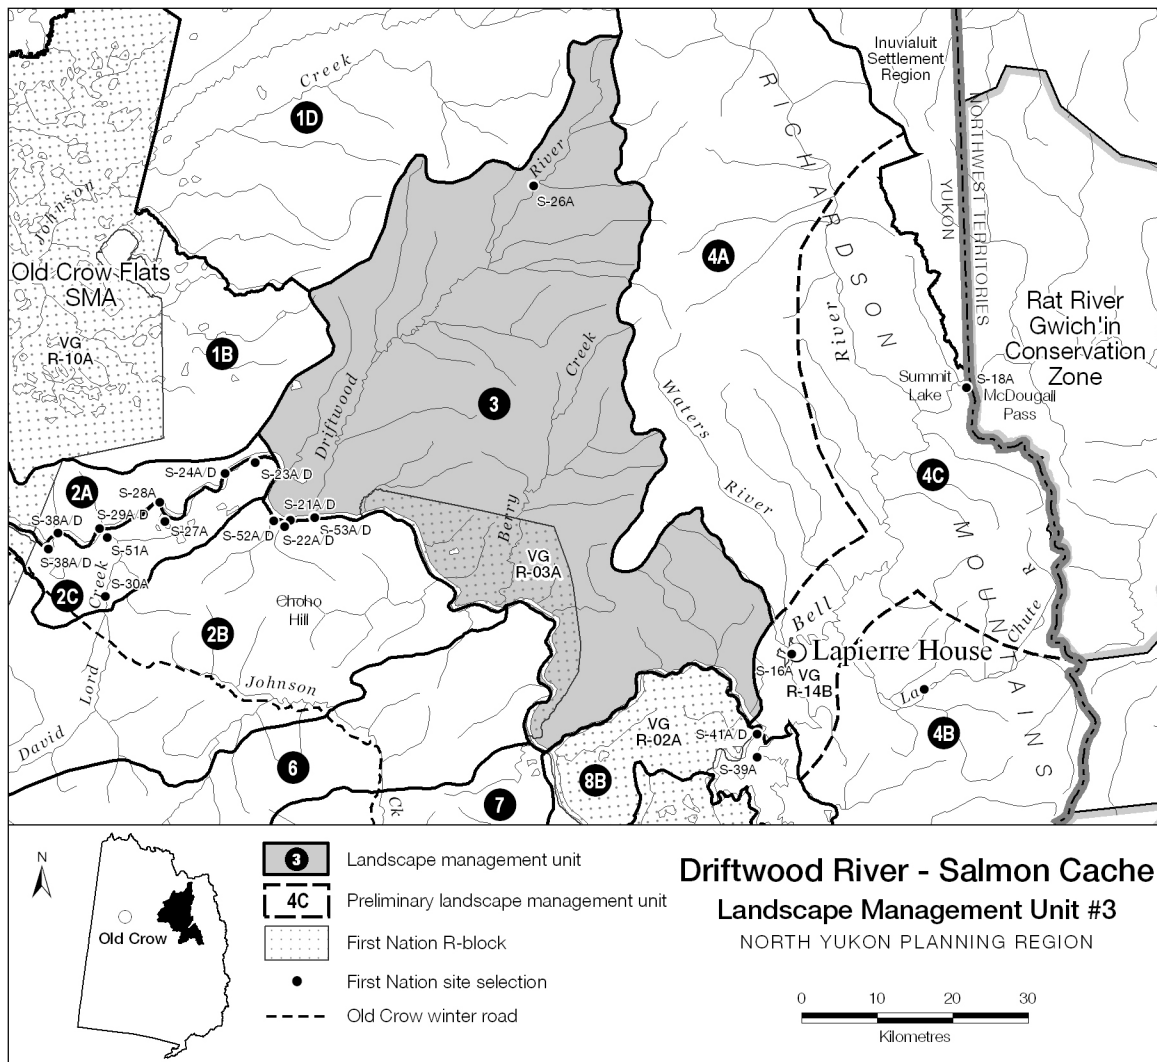 Inuvialuit
Settlement
Region
Creek
1D
RICHARDSON
MOUNTAINS
NORTHWEST TERRITORIES
YUKON
River
S-26A
Johnson
Old Crow Flats
SMA
VG
R-10A
4A
Rat River
Gwich'in
Conservation
Zone
River
1B
Creek
Summit
Lake
S-18A
McDougall
Pass
3
Waters
River
Driftwood
S-24A/D
S-23A/D
2A
S-28A
S-29A/D
S-21A/D
4C
S-38A/D
S-27A
S-52A/D
S-22A/D
S-53A/D
Berry
S-38A/D
S-51A
VG
R-03A
S-30A
2C
Creek
Choho
Hill
2B
Bell
R
Chute
La
Lapierre House
S-16A
VG
R-14B
Johnson
Lord
David
VG
R-02A
S-41A/D
4B
6
8B
S-39A
7
Ck
N
Old Crow
3
Landscape management unit
4C
Preliminary landscape management unit
First Nation R-block
First Nation site selection
Old Crow winter road
Driftwood River - Salmon Cache
Landscape Management Unit #3
NORTH YUKON PLANNING REGION
0 10 20 30
Kilometres